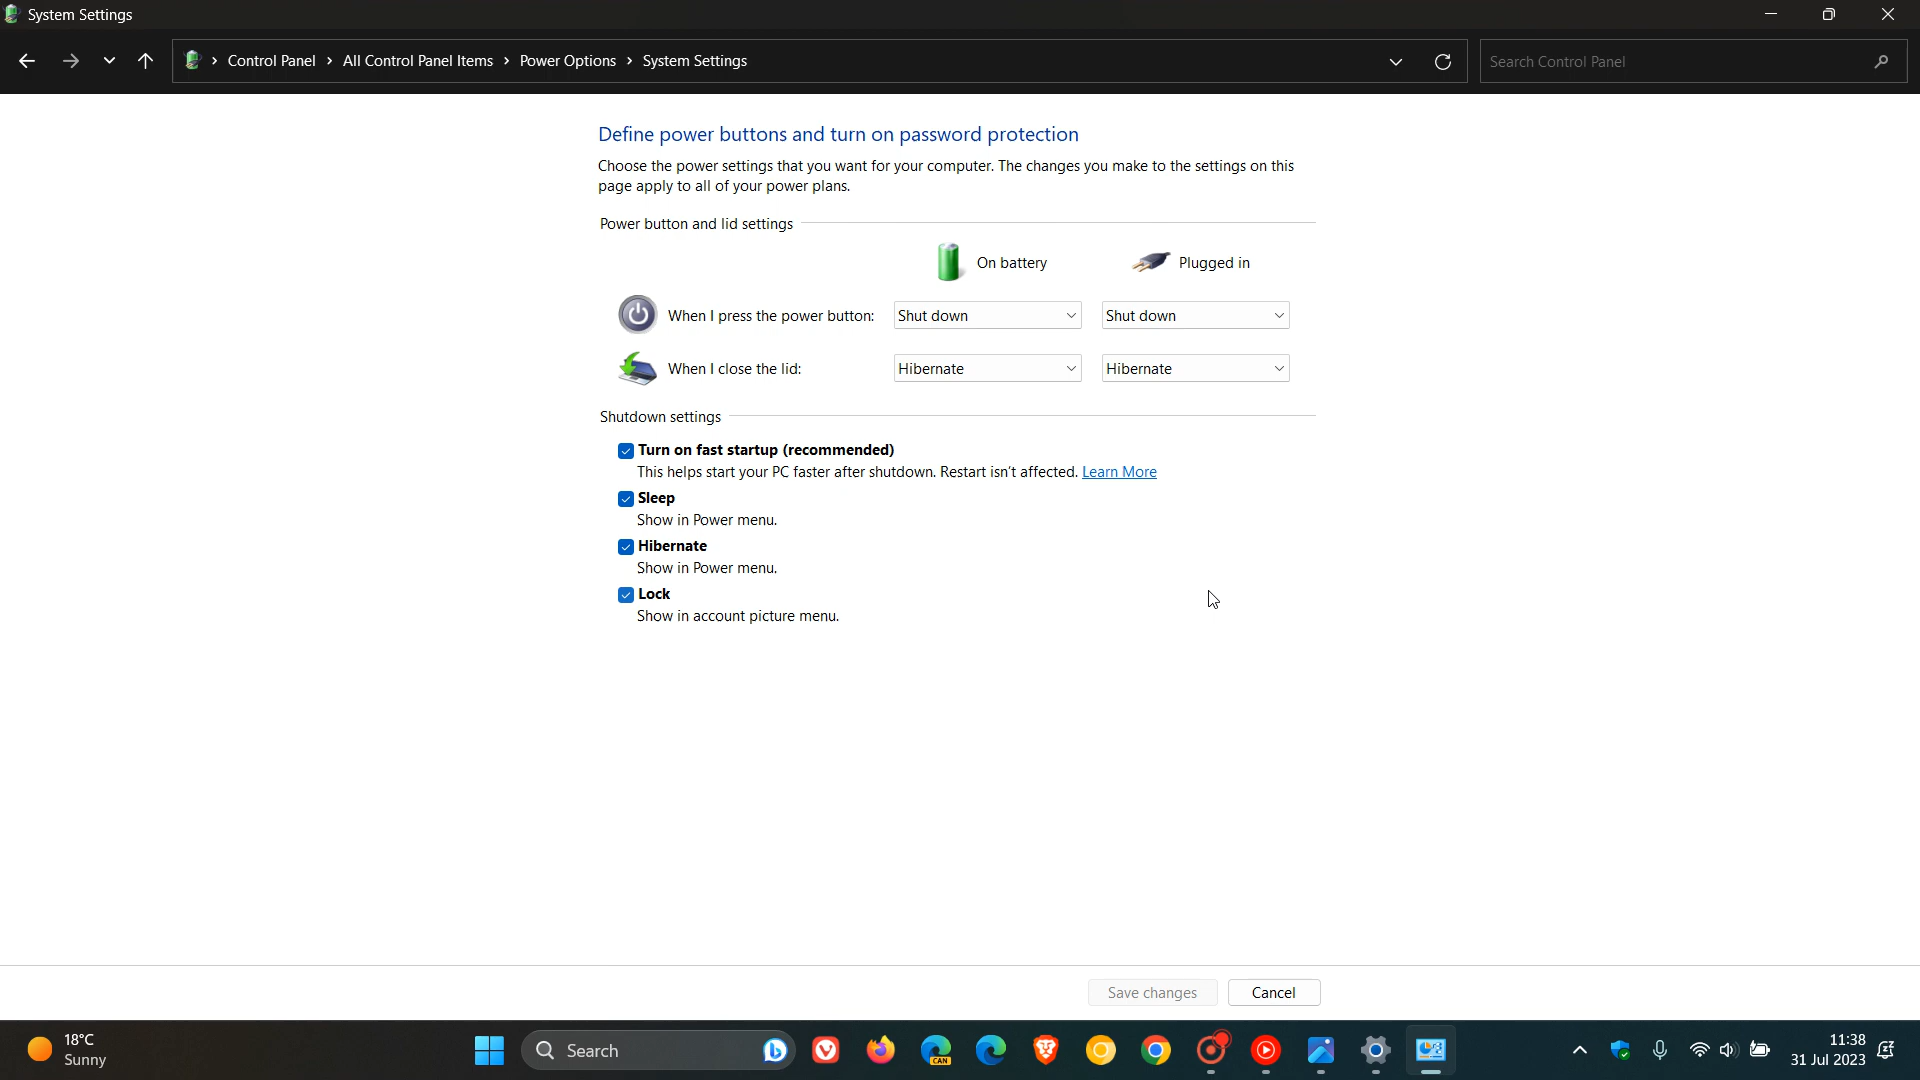 System Settings
Control Panel > All Control Panel Items > Power Options > System Settings
Search Control Panel
Define power buttons and turn on password protection
Choose the power settings that you want for your computer. The changes you make to the settings on this
page apply to all of your power plans.
Power button and lid settings
On battery Plugged in
When I press the power button: Shut down Shut down
When I close the lid: Hibernate Hibernate
Shutdown settings
Turn on fast startup (recommended)
This helps start your PC faster after shutdown. Restart isn't affected. Learn More
Sleep
Show in Power menu.
Hibernate
Show in Power menu.
Lock
Show in account picture menu.
Save changes Cancel
18°C
Sunny
Search
CAN
11:38
31 Jul 2023